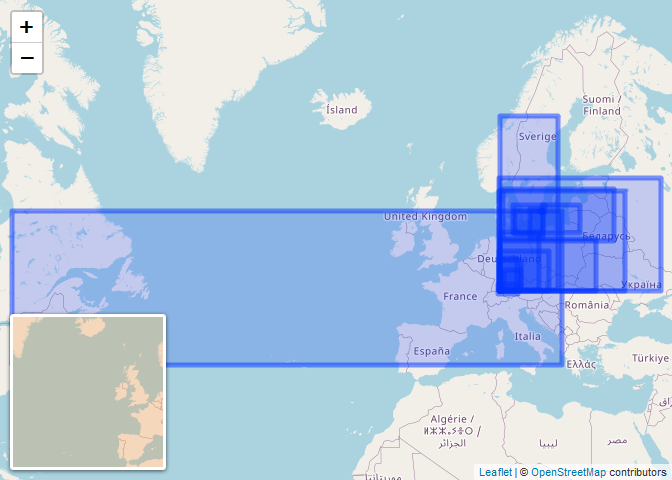 +
−
Ísland
Suomi /
Finland
Sverige
United Kingdom
Беларусь
Deutschland
Україна
France
România
Italia
España
Ελλάς
Türkiye
Algérie /
ⵍⵣⵣⴰⵢⴻⵔ /
الجزائر
ليبيا
مصر
Leaflet | © OpenStreetMap contributors